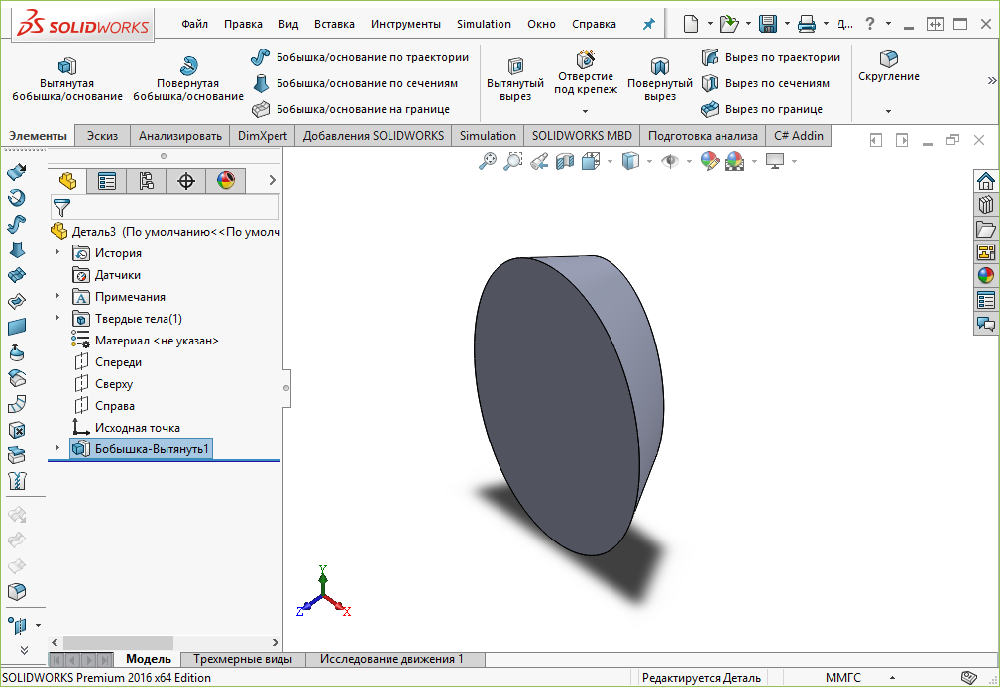 SOLIDWORKS Файл Правка Вид Вставка Инструменты Simulation Окно Справка Д... ?
Вытянутая бобышка/основание
Повернутая бобышка/основание
Бобышка/основание по траектории
Бобышка/основание по сечениям
Бобышка/основание на границе
Вытянутый вырез
Отверстие под крепеж
Повернутый вырез
Вырез по траектории
Вырез по сечениям
Вырез по границе
Скругление
Элементы Эскиз Анализировать DimXpert Добавления SOLIDWORKS Simulation SOLIDWORKS MBD Подготовка анализа C# Addin
Деталь3 (По умолчанию<<По умолч
История
Датчики
A Примечания
Твердые тела(1)
Материал <не указан>
Спереди
Сверху
Справа
Исходная точка
Бобышка-Вытянуть1
Y
Z X
Модель Трехмерные виды Исследование движения 1
SOLIDWORKS Premium 2016 x64 Edition Редактируется Деталь ММГС